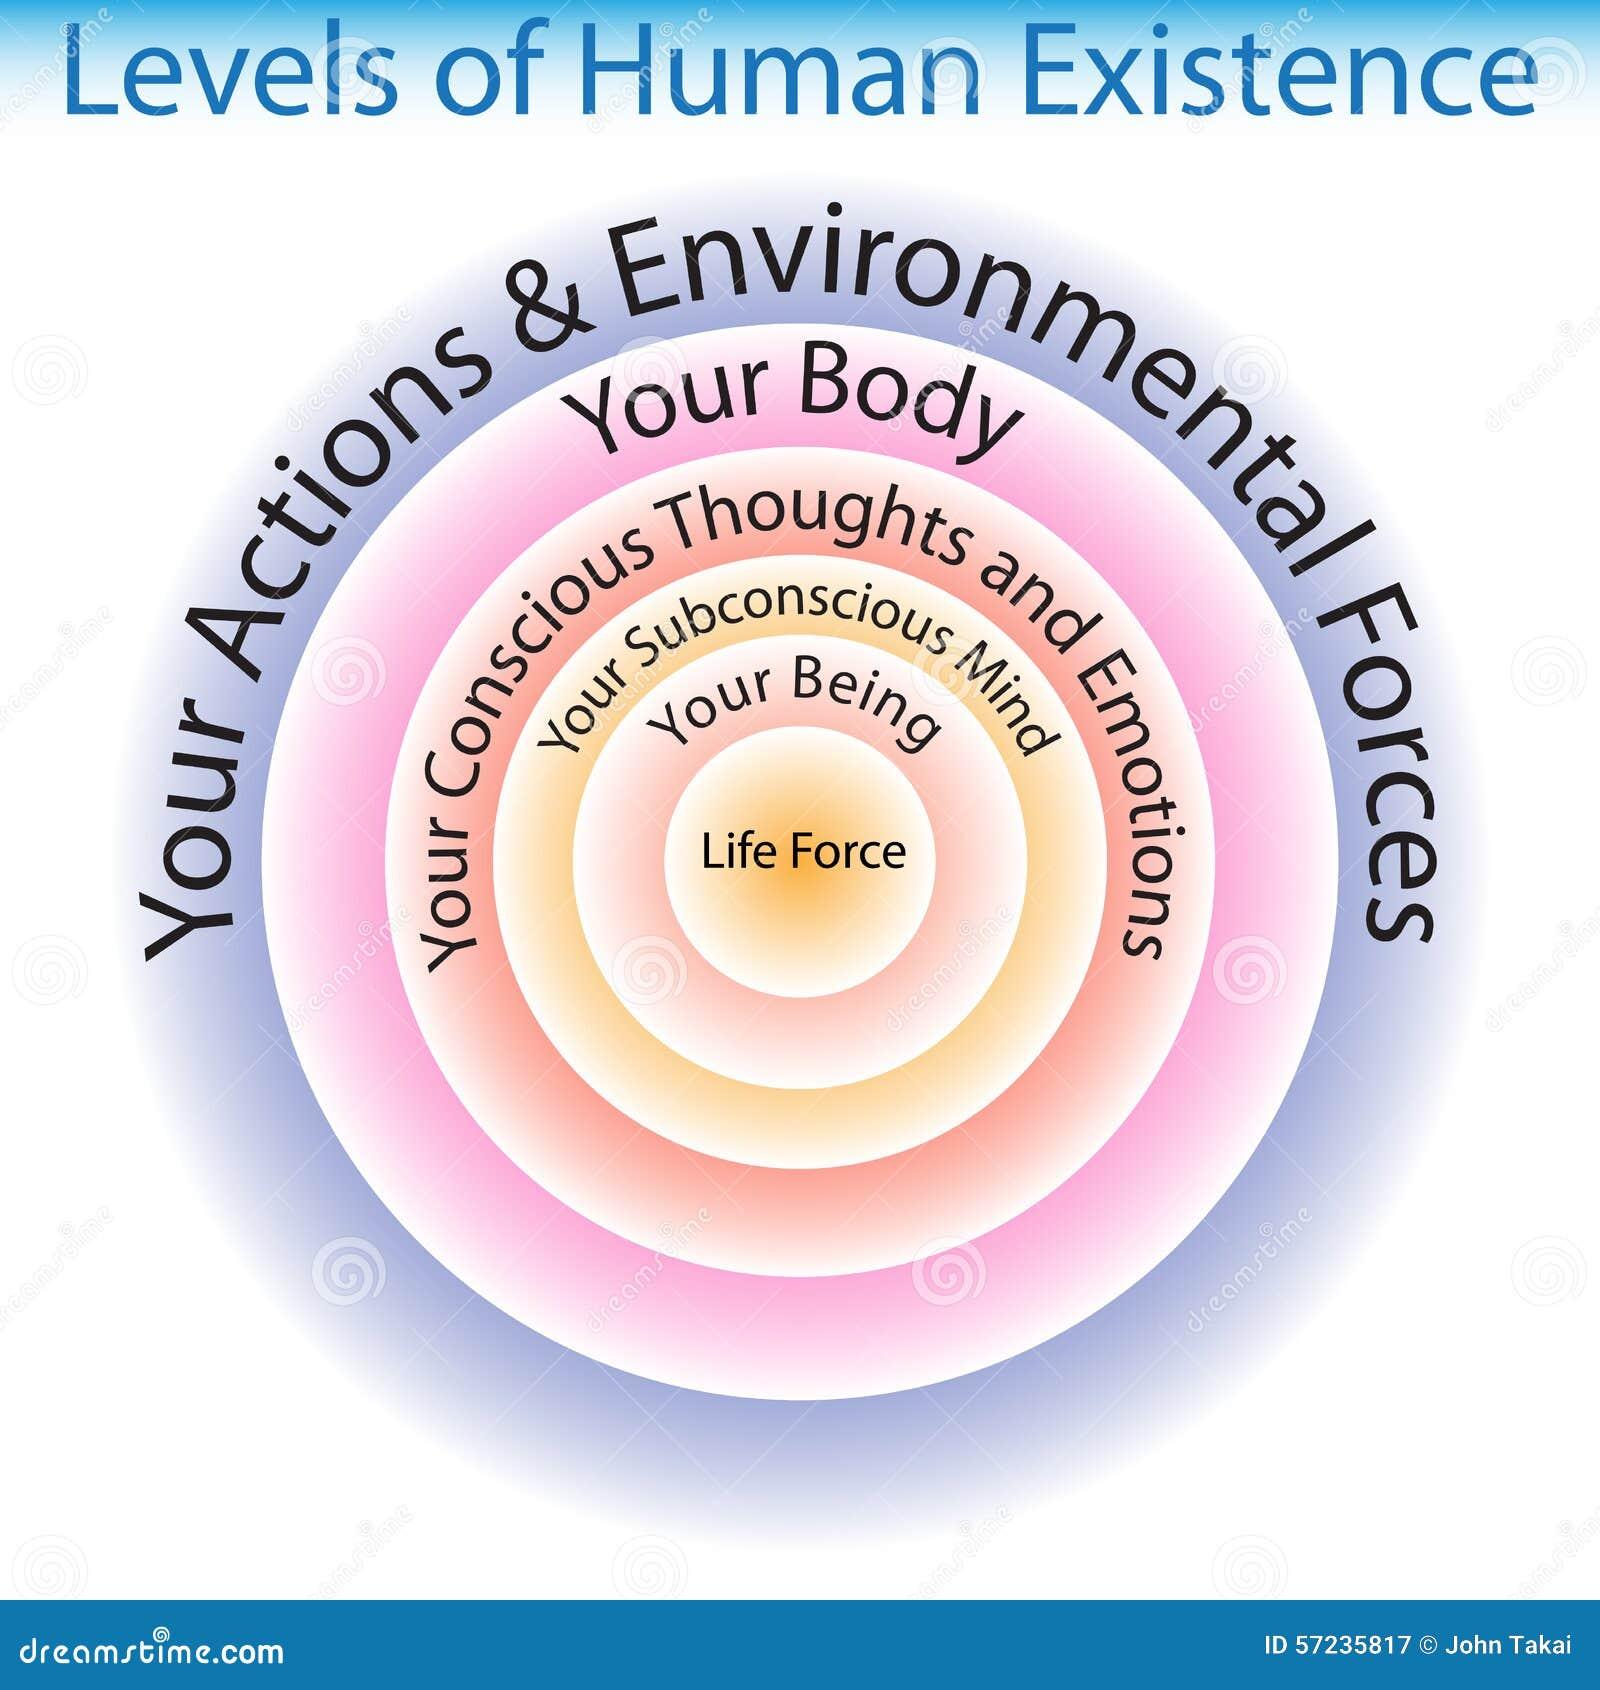 Levels of Human Existence
Your Actions & Environmental Forces
Your Body
Your Conscious Thoughts and Emotions
Your Subconscious Mind
Your Being
Life Force
dreamstime.com
ID 57235817 © John Takai